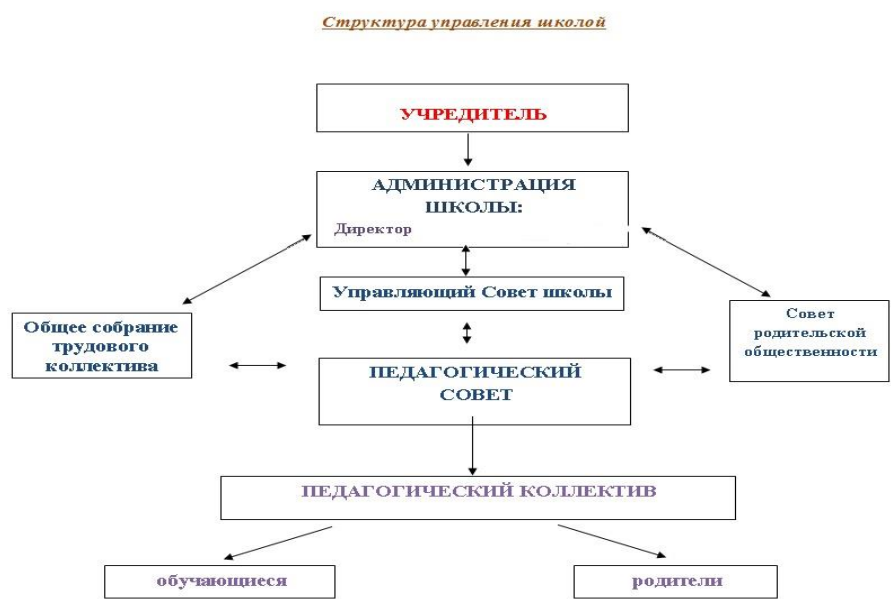 Структура управления школой
УЧРЕДИТЕЛЬ
АДМИНИСТРАЦИЯ
ШКОЛЫ:
Директор
Управляющий Совет школы
Общее собрание
трудового
коллектива
Совет
родительской
общественности
ПЕДАГОГИЧЕСКИЙ
СОВЕТ
ПЕДАГОГИЧЕСКИЙ КОЛЛЕКТИВ
обучающиеся
родители